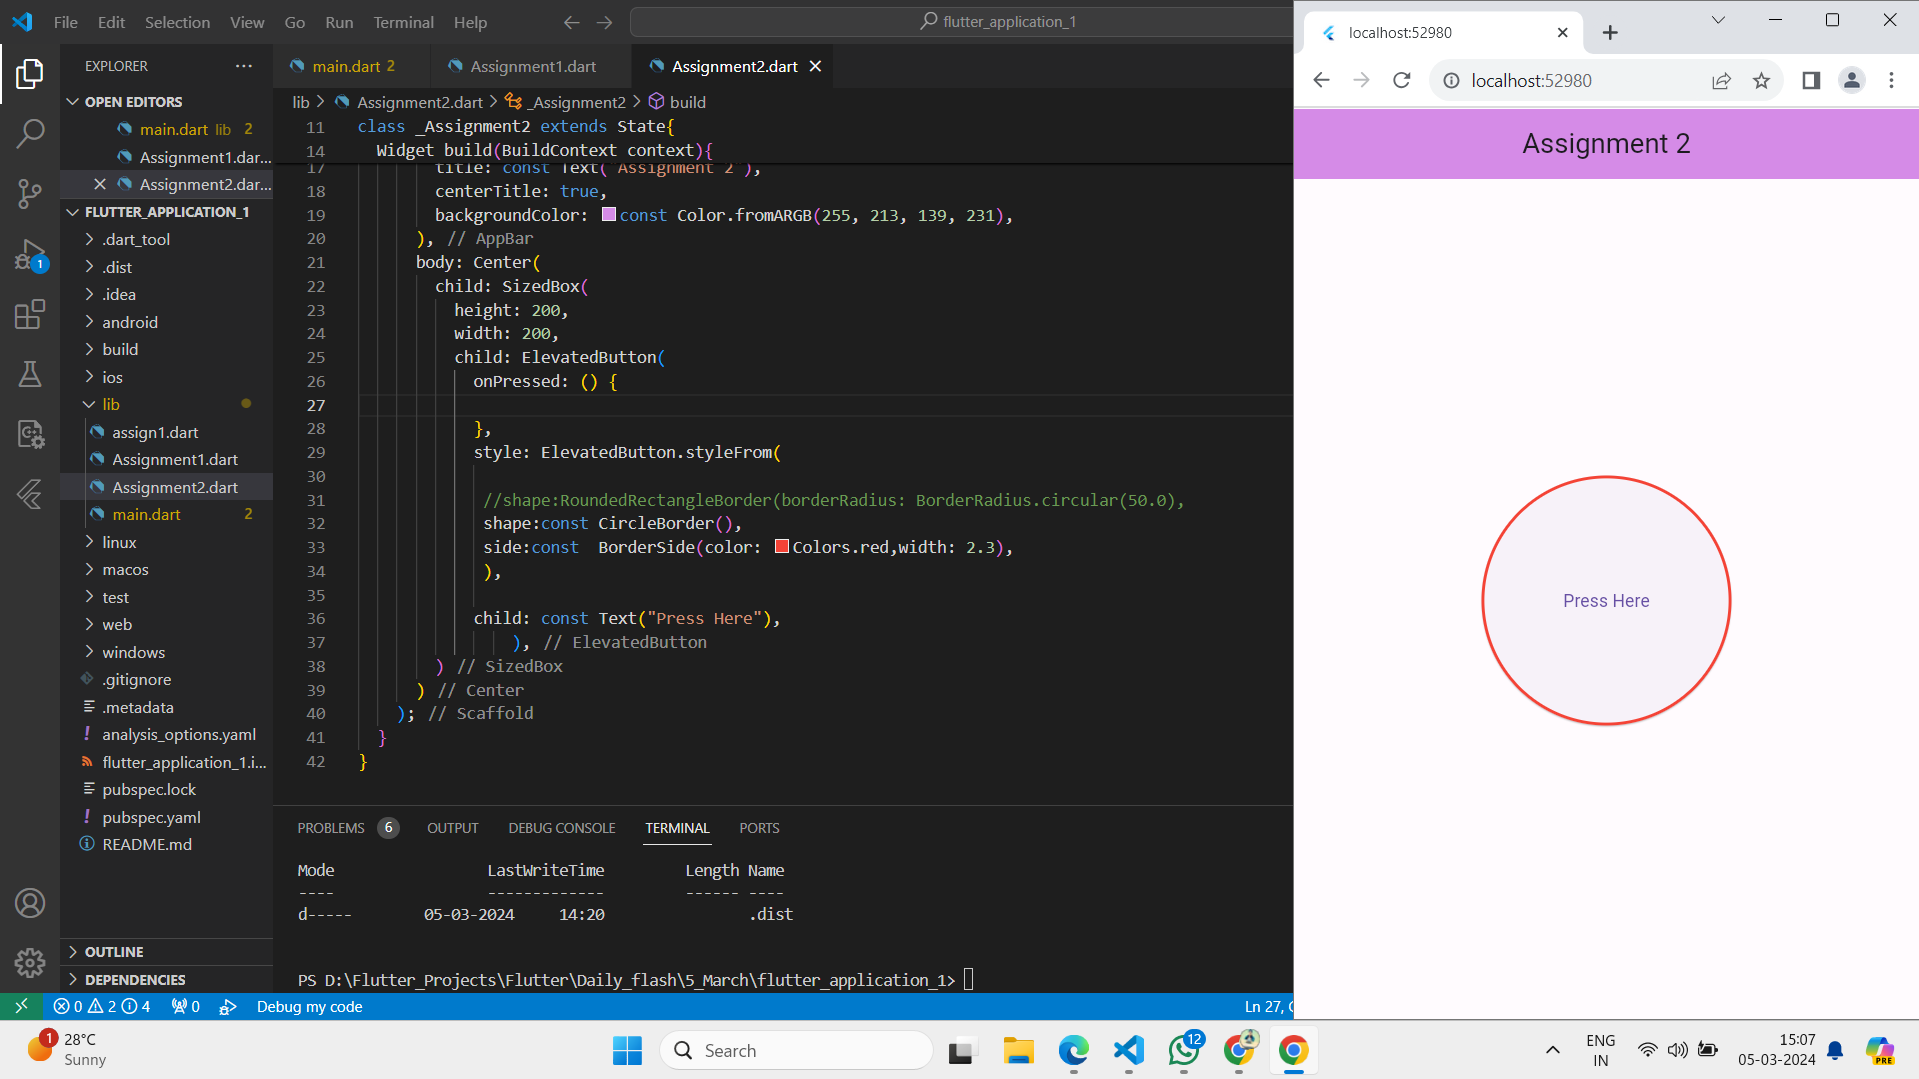 File Edit Selection View Go Run Terminal Help
flutter_application_1
EXPLORER
OPEN EDITORS
main.dart lib 2
Assignment1.dar...
Assignment2.dar...
FLUTTER_APPLICATION_1
.dart_tool
.dist
.idea
android
build
ios
lib
assign1.dart
Assignment1.dart
Assignment2.dart
main.dart 2
linux
macos
test
web
windows
.gitignore
.metadata
analysis_options.yaml
flutter_application_1.i...
pubspec.lock
pubspec.yaml
README.md
OUTLINE
DEPENDENCIES
1
main.dart 2
Assignment1.dart
Assignment2.dart
lib > Assignment2.dart > _Assignment2 > build
11 class _Assignment2 extends State{
14 Widget build(BuildContext context){
17 title: const Text("Assignment 2"),
18 centerTitle: true,
19 backgroundColor: const Color.fromARGB(255, 213, 139, 231),
20 ), // AppBar
21 body: Center(
22 child: SizedBox(
23 height: 200,
24 width: 200,
25 child: ElevatedButton(
26 onPressed: () {
27
28 },
29 style: ElevatedButton.styleFrom(
30
31 //shape:RoundedRectangleBorder(borderRadius: BorderRadius.circular(50.0),
32 shape:const CircleBorder(),
33 side:const  BorderSide(color: Colors.red,width: 2.3),
34 ),
35
36 child: const Text("Press Here"),
37 ), // ElevatedButton
38 ) // SizedBox
39 ) // Center
40 ); // Scaffold
41 }
42 }
PROBLEMS 6 OUTPUT DEBUG CONSOLE TERMINAL PORTS
Mode LastWriteTime Length Name
---- ------------- ------ ----
d----- 05-03-2024 14:20 .dist
PS D:\Flutter_Projects\Flutter\Daily_flash\5_March\flutter_application_1>
0 2 4 0 Debug my code
Ln 27,
localhost:52980
localhost:52980
Assignment 2
Press Here
1
28°C
Sunny
Search
12
ENG
IN
15:07
05-03-2024
PRE